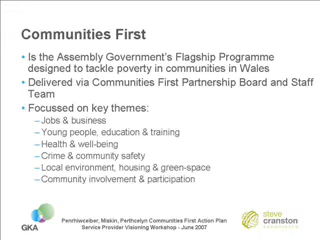 Communities First
• Is the Assembly Government's Flagship Programme
designed to tackle poverty in communities in Wales
• Delivered via Communities First Partnership Board and Staff
Team
• Focussed on key themes:
– Jobs & business
– Young people, education & training
– Health & well-being
– Crime & community safety
– Local environment, housing & green-space
– Community involvement & participation
GKA
Penrhiwceiber, Miskin, Perthcelyn Communities First Action Plan
Service Provider Visioning Workshop - June 2007
steve
cranston
associates